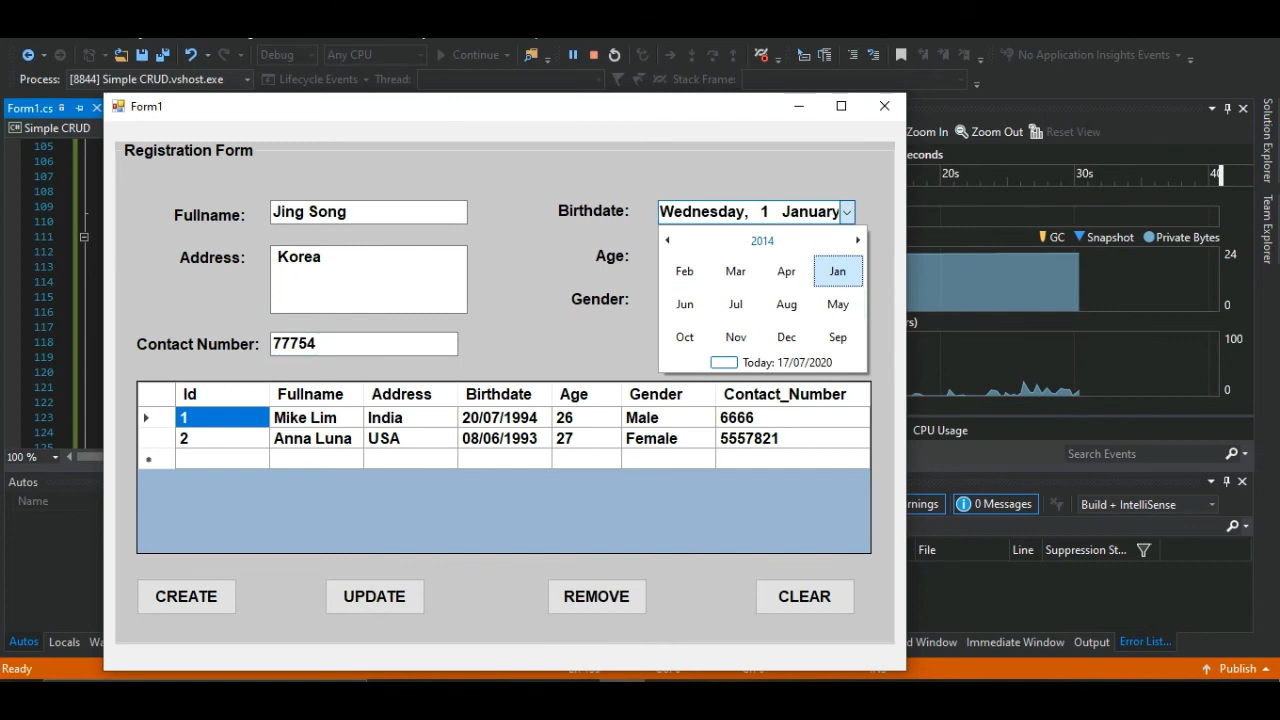 Debug Any CPU Continue No Application Insights Events
Process: [8844] Simple CRUD.vshost.exe Lifecycle Events Thread: Stack Frame:
Form1.cs
Simple CRUD
105
106
107
108
109
110
111
112
113
114
115
116
117
118
119
120
121
122
123
124
125
100 %
Autos
Name
Autos Locals Wa
Ready
Form1
Registration Form
Fullname: Jing Song
Address: Korea
Contact Number: 77754
Birthdate: Wednesday, 1 January
Age:
Gender:
2014
Feb Mar Apr Jan
Jun Jul Aug May
Oct Nov Dec Sep
Today: 17/07/2020
Id Fullname Address Birthdate Age Gender Contact_Number
1 Mike Lim India 20/07/1994 26 Male 6666
2 Anna Luna USA 08/06/1993 27 Female 5557821
*
CREATE UPDATE REMOVE CLEAR
Zoom In Zoom Out Reset View
econds
20s 30s 40
GC Snapshot Private Bytes
24
0
s)
100
0
CPU Usage
Search Events
rnings 0 Messages Build + IntelliSense
File Line Suppression St...
d Window Immediate Window Output Error List...
Publish
Solution Explorer
Team Explorer